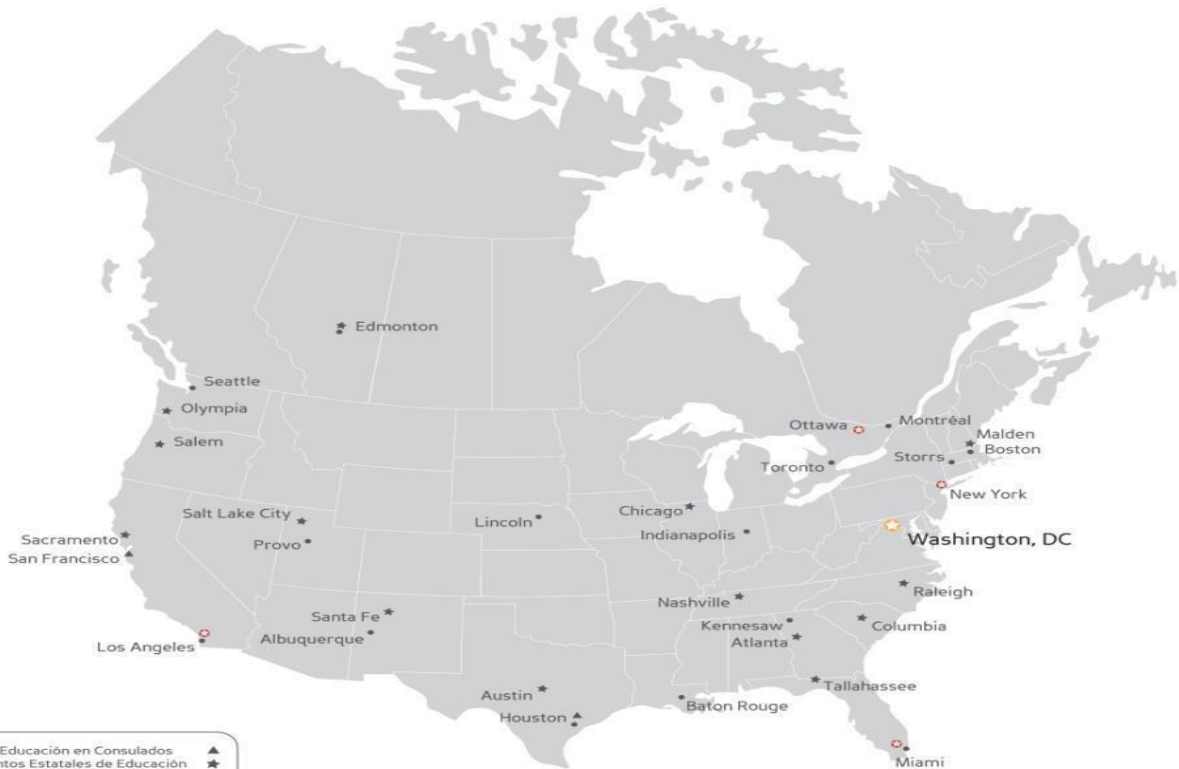 Edmonton
Seattle
Olympia
Salem
Ottawa
Montréal
Malden
Boston
Storrs
Toronto
New York
Salt Lake City
Lincoln
Chicago
Sacramento
Provo
Indianapolis
Washington, DC
San Francisco
Raleigh
Nashville
Santa Fe
Kennesaw
Columbia
Albuquerque
Atlanta
Los Angeles
Tallahassee
Austin
Baton Rouge
Houston
Educación en Consulados
Estatales de Educación
Miami